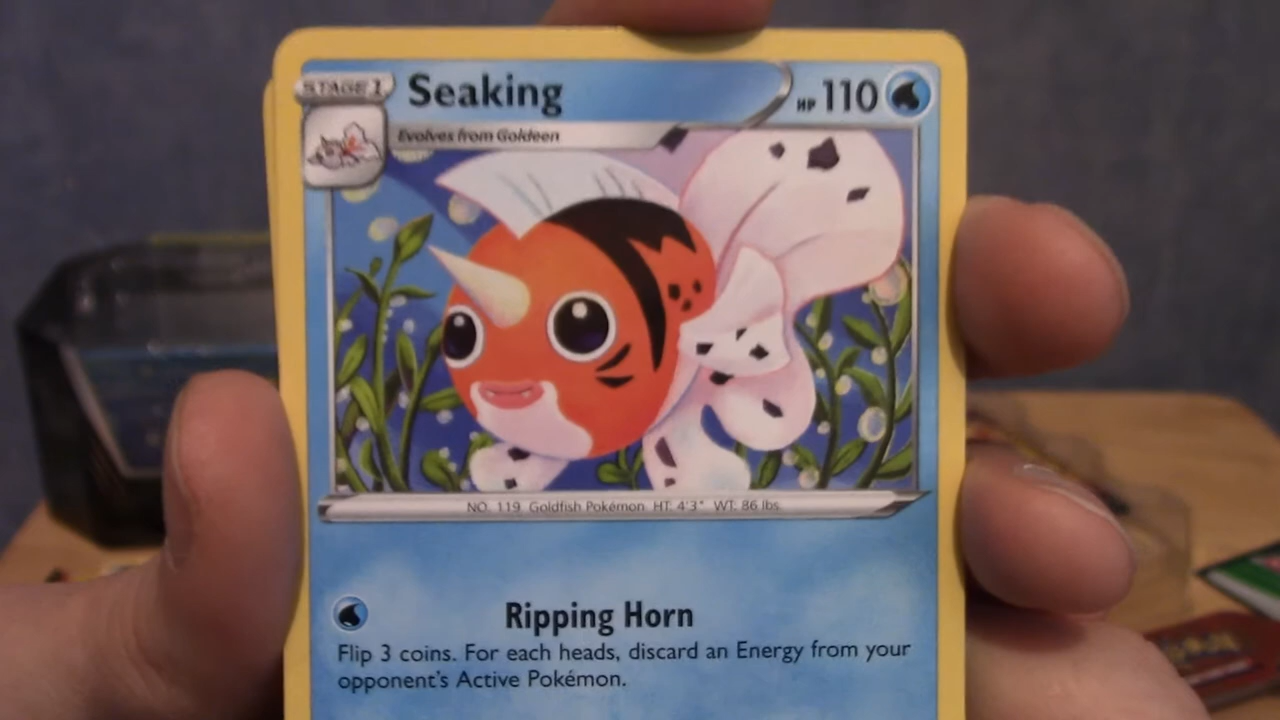 STAGE 1 Seaking HP 110
Evolves from Goldeen
NO. 119 Goldfish Pokémon HT: 4'3" WT: 86 lbs.
Ripping Horn
Flip 3 coins. For each heads, discard an Energy from your
opponent's Active Pokémon.